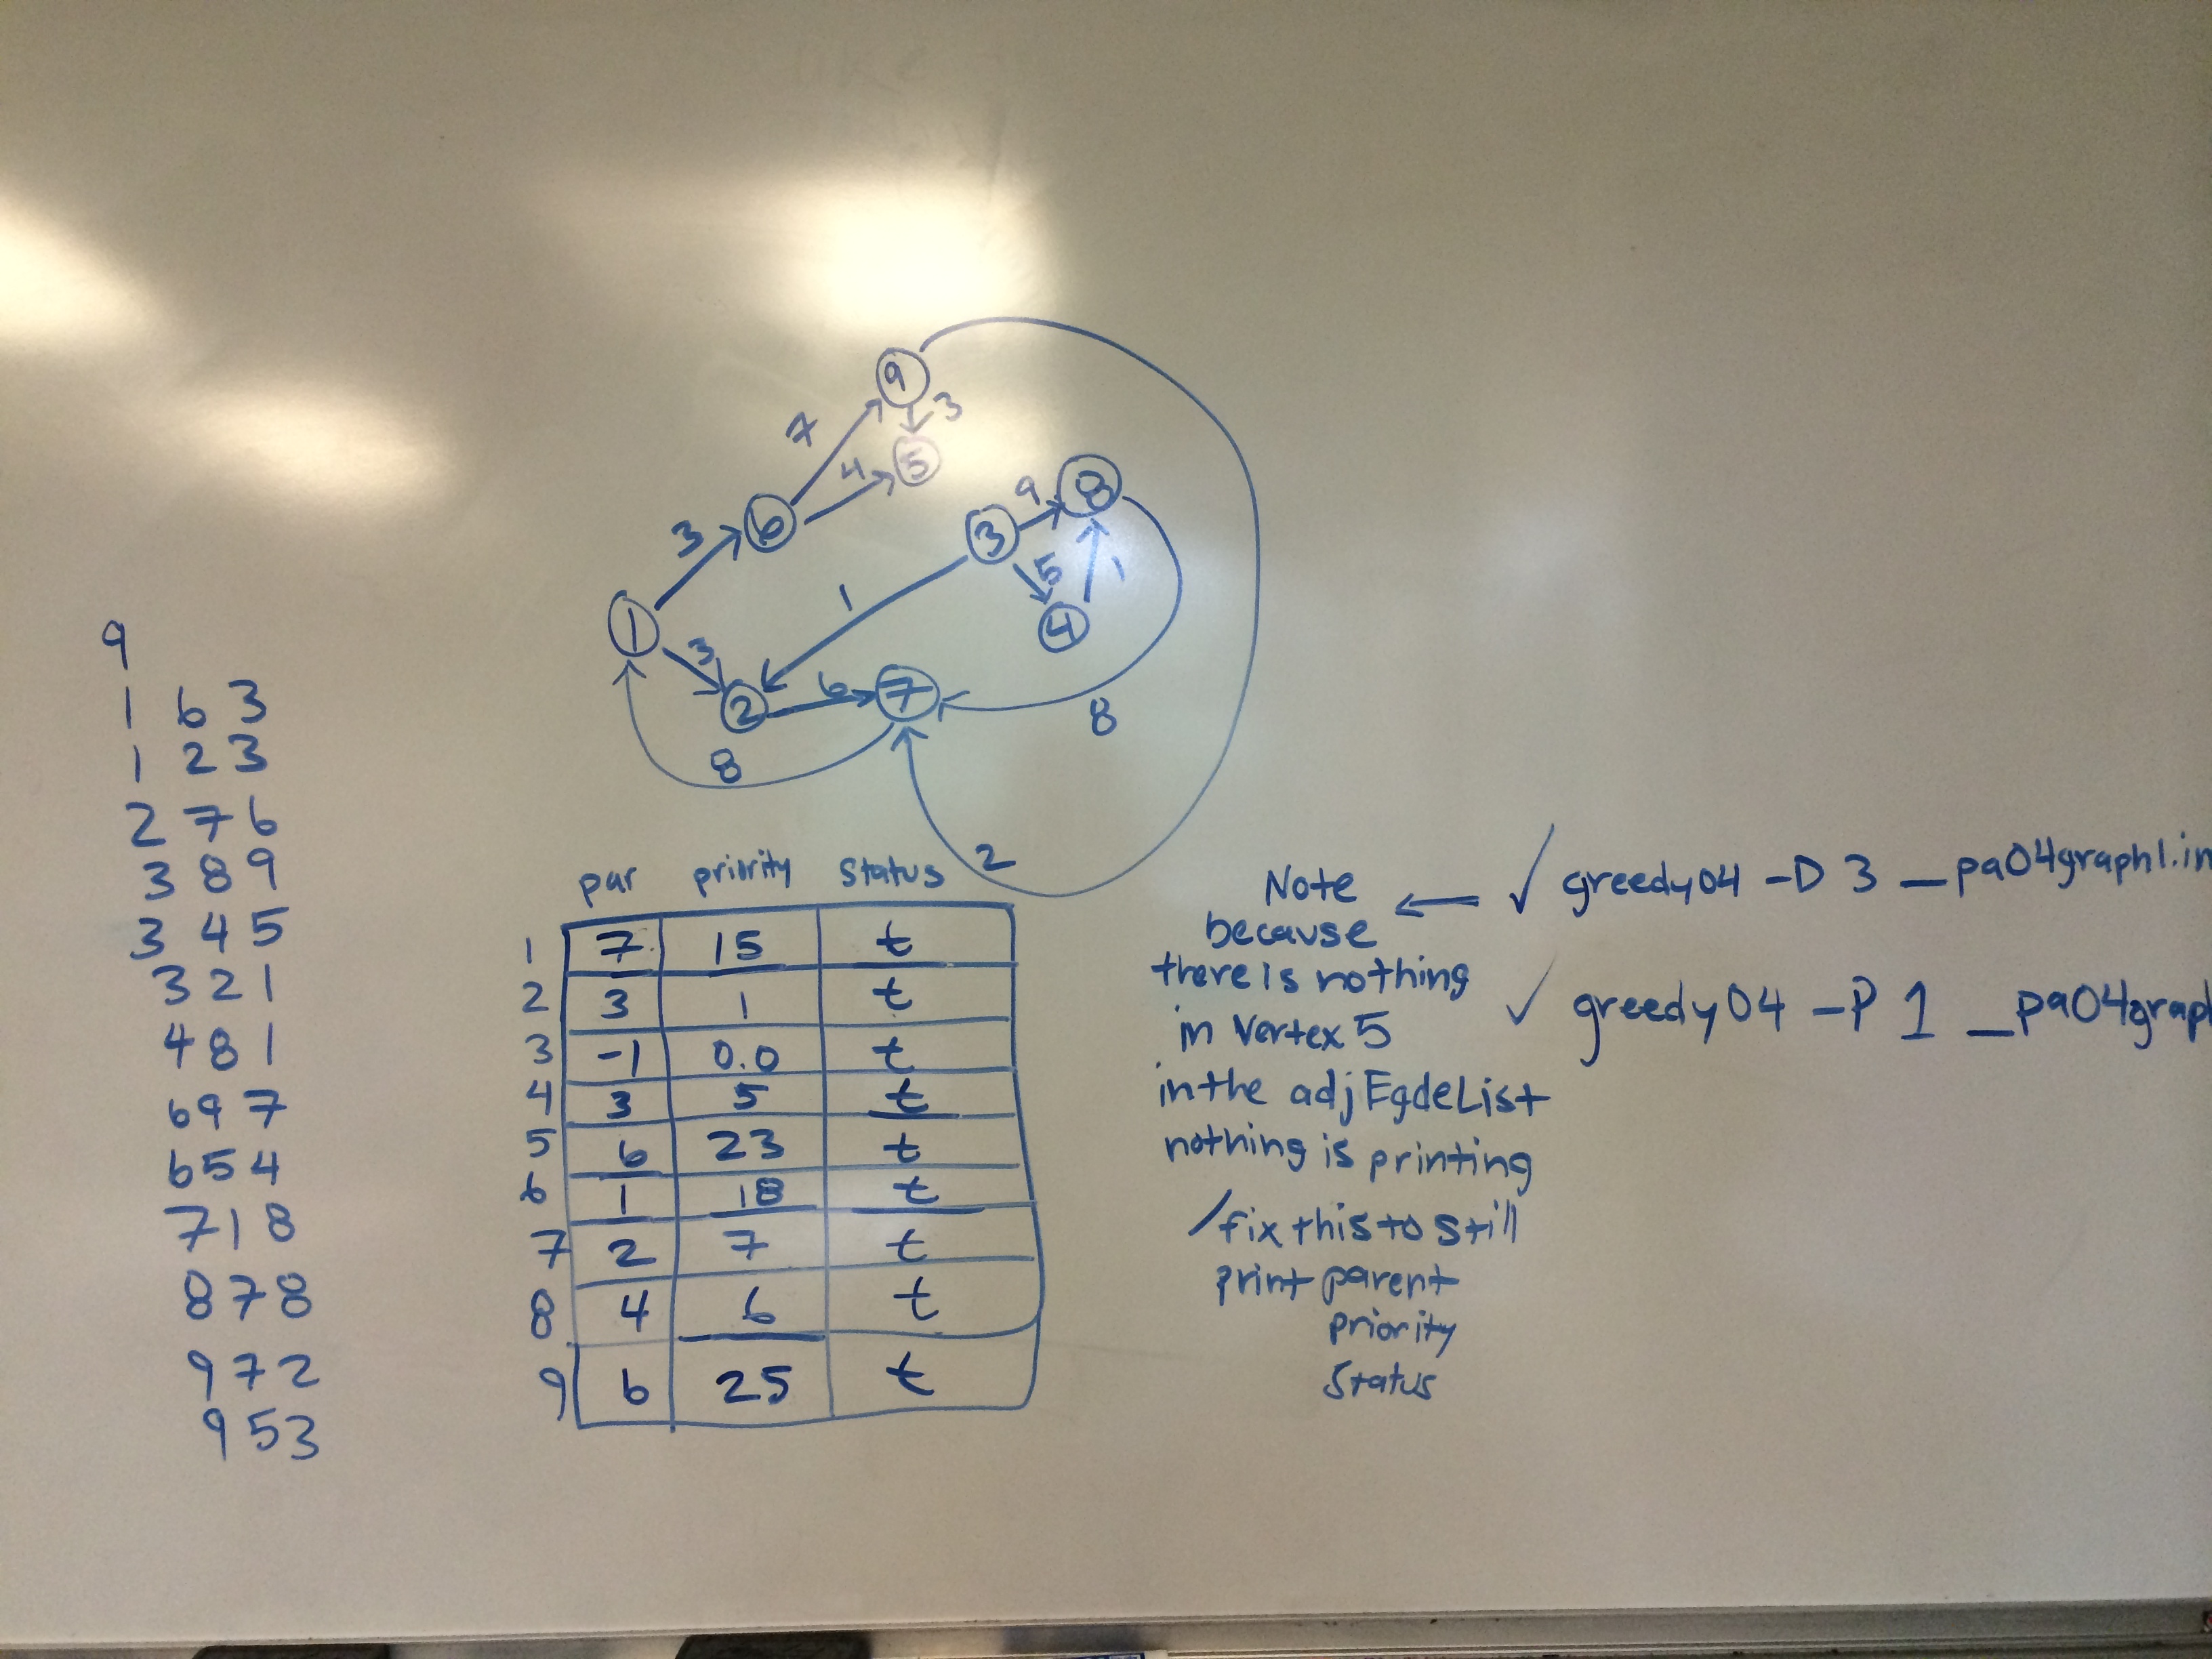 9
1 6 3
1 2 3
2 7 6
3 8 9
3 4 5
3 2 1
4 8 1
6 9 7
6 5 4
7 1 8
8 7 8
9 7 2
9 5 3
9
3
7
5
4
8
9
6
3
3
5
1
1
4
1
3
2
6
7
8
8
2
par priority status
1 7 15 t
2 3 1 t
3 -1 0.0 t
4 3 5 t
5 6 23 t
6 1 18 t
7 2 7 t
8 4 6 t
9 6 25 t
Note
because
there is nothing
in Vertex 5
in the adjEgdeList
nothing is printing
/fix this to still
print parent
priority
status
← ✓ greedy04 -D 3 _pa04graph1.in
✓ greedy04 -P 1 _pa04grap